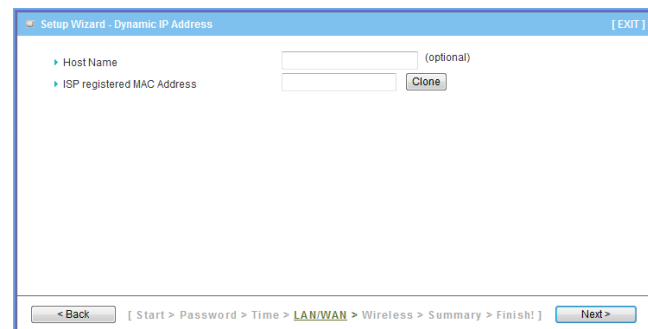 Setup Wizard - Dynamic IP Address [ EXIT ]
Host Name (optional)
ISP registered MAC Address Clone
< Back [ Start > Password > Time > LAN/WAN > Wireless > Summary > Finish! ] Next >